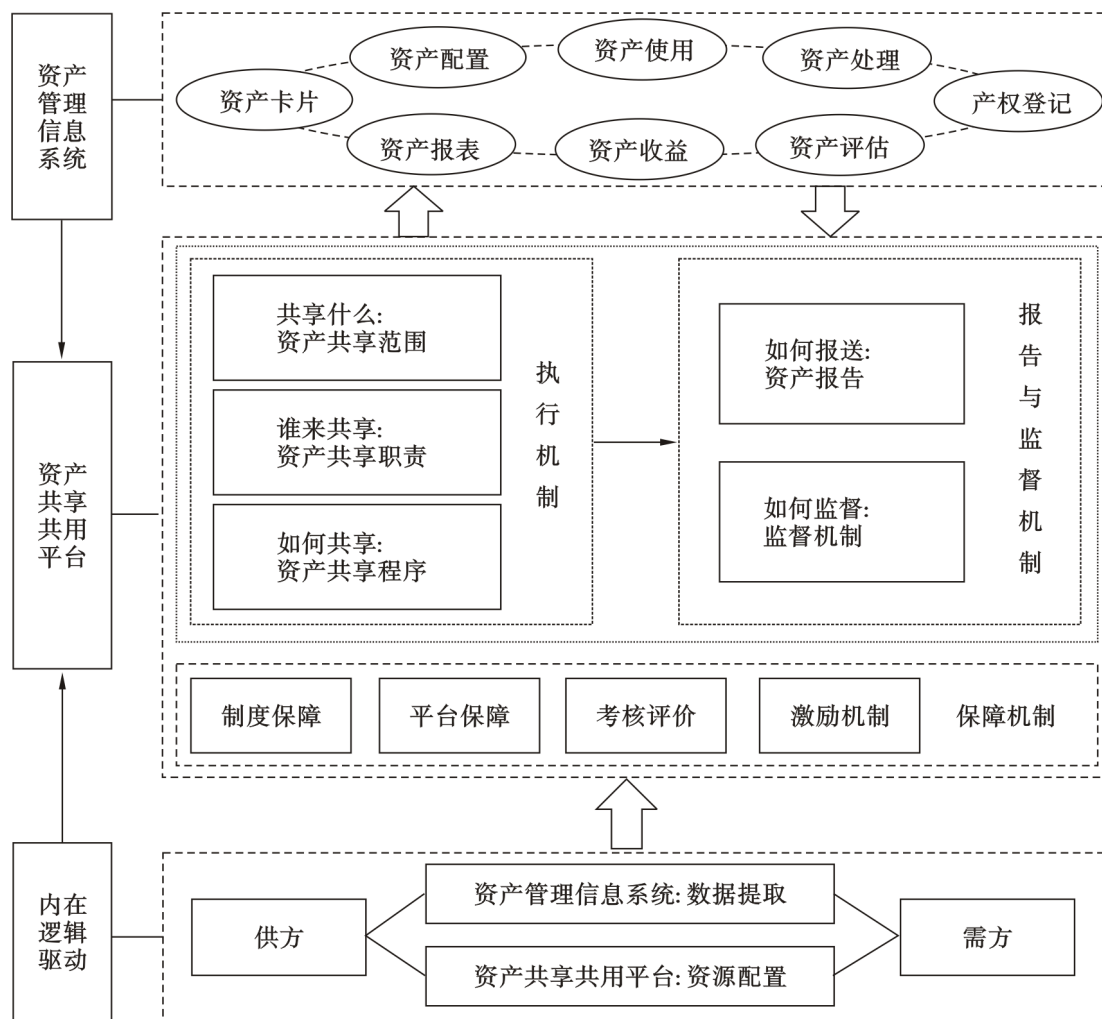 资产
管理
信息
系统
资产卡片
资产配置
资产使用
资产处理
产权登记
资产报表
资产收益
资产评估
资产
共享
共用
平台
共享什么:
资产共享范围
谁来共享:
资产共享职责
如何共享:
资产共享程序
执
行
机
制
如何报送:
资产报告
如何监督:
监督机制
报
告
与
监
督
机
制
制度保障
平台保障
考核评价
激励机制
保障机制
内在
逻辑
驱动
供方
资产管理信息系统: 数据提取
资产共享共用平台: 资源配置
需方